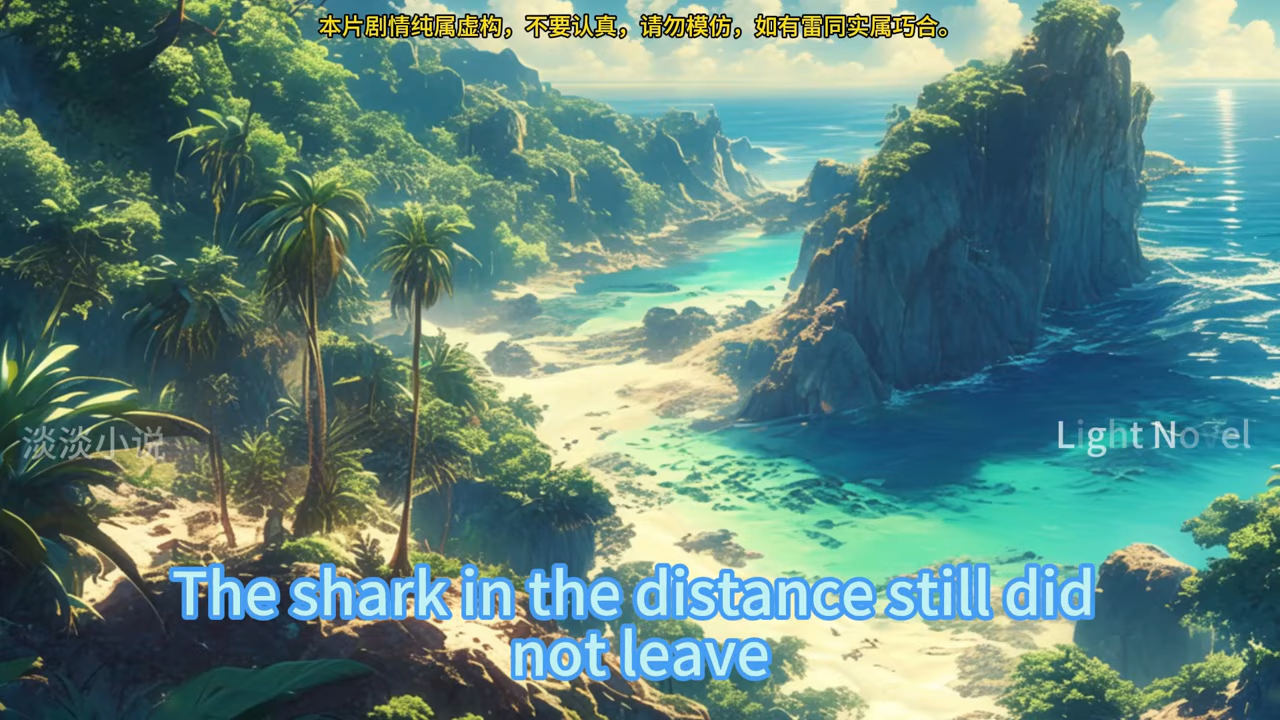 本片剧情纯属虚构，不要认真，请勿模仿，如有雷同实属巧合。
淡淡小说
Light Novel
The shark in the distance still did
not leave